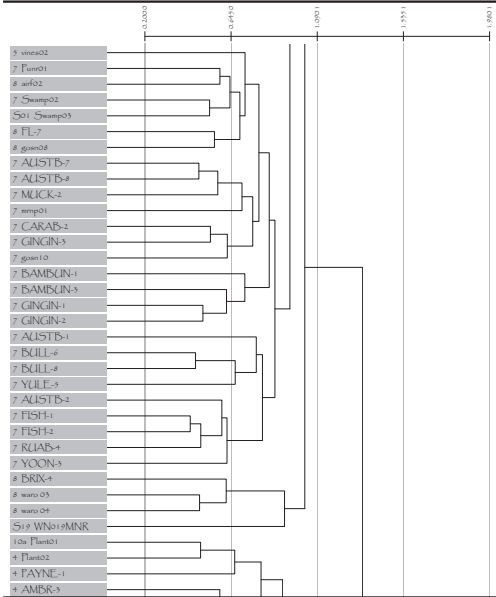 0.2000 0.6450 1.0901 1.5351 1.9801
5 vines02
7 Punr01
8 airf02
7 Swamp02
S01 Swamp03
8 FL-7
8 gosn08
7 AUSTB-7
7 AUSTB-8
7 MUCK-2
7 mmp01
7 CARAB-2
7 GINGIN-3
7 gosn10
7 BAMBUN-1
7 BAMBUN-3
7 GINGIN-1
7 GINGIN-2
7 AUSTB-1
7 BULL-6
7 BULL-8
7 YULE-5
7 AUSTB-2
7 FISH-1
7 FISH-2
7 RUAB-4
7 YOON-3
8 BRIX-4
8 waro 03
8 waro 04
S19 WN019MNR
10a Plant01
4 Plant02
4 PAYNE-1
4 AMBR-3